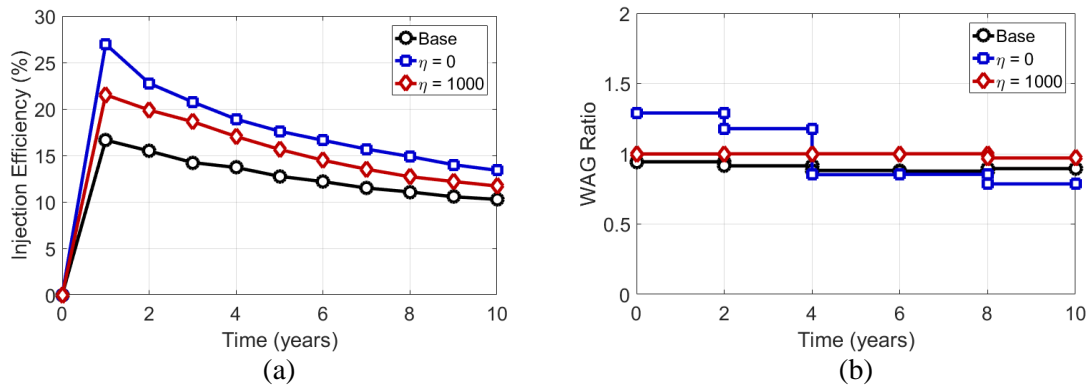 30
25
20
15
10
5
0
0 2 4 6 8 10
Injection Efficiency (%)
Time (years)
Base
η = 0
η = 1000
(a)
2
1.5
1
0.5
0
0 2 4 6 8 10
WAG Ratio
Time (years)
Base
η = 0
η = 1000
(b)